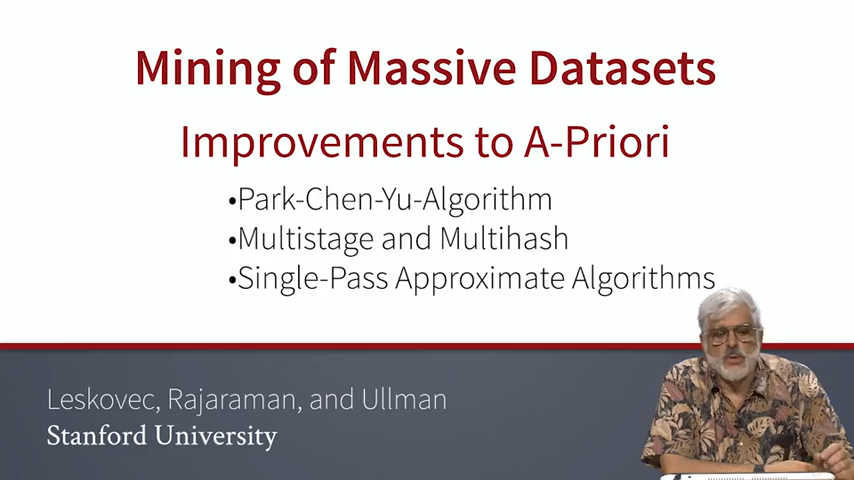 Mining of Massive Datasets
Improvements to A-Priori
•Park-Chen-Yu-Algorithm
•Multistage and Multihash
•Single-Pass Approximate Algorithms
Leskovec, Rajaraman, and Ullman
Stanford University